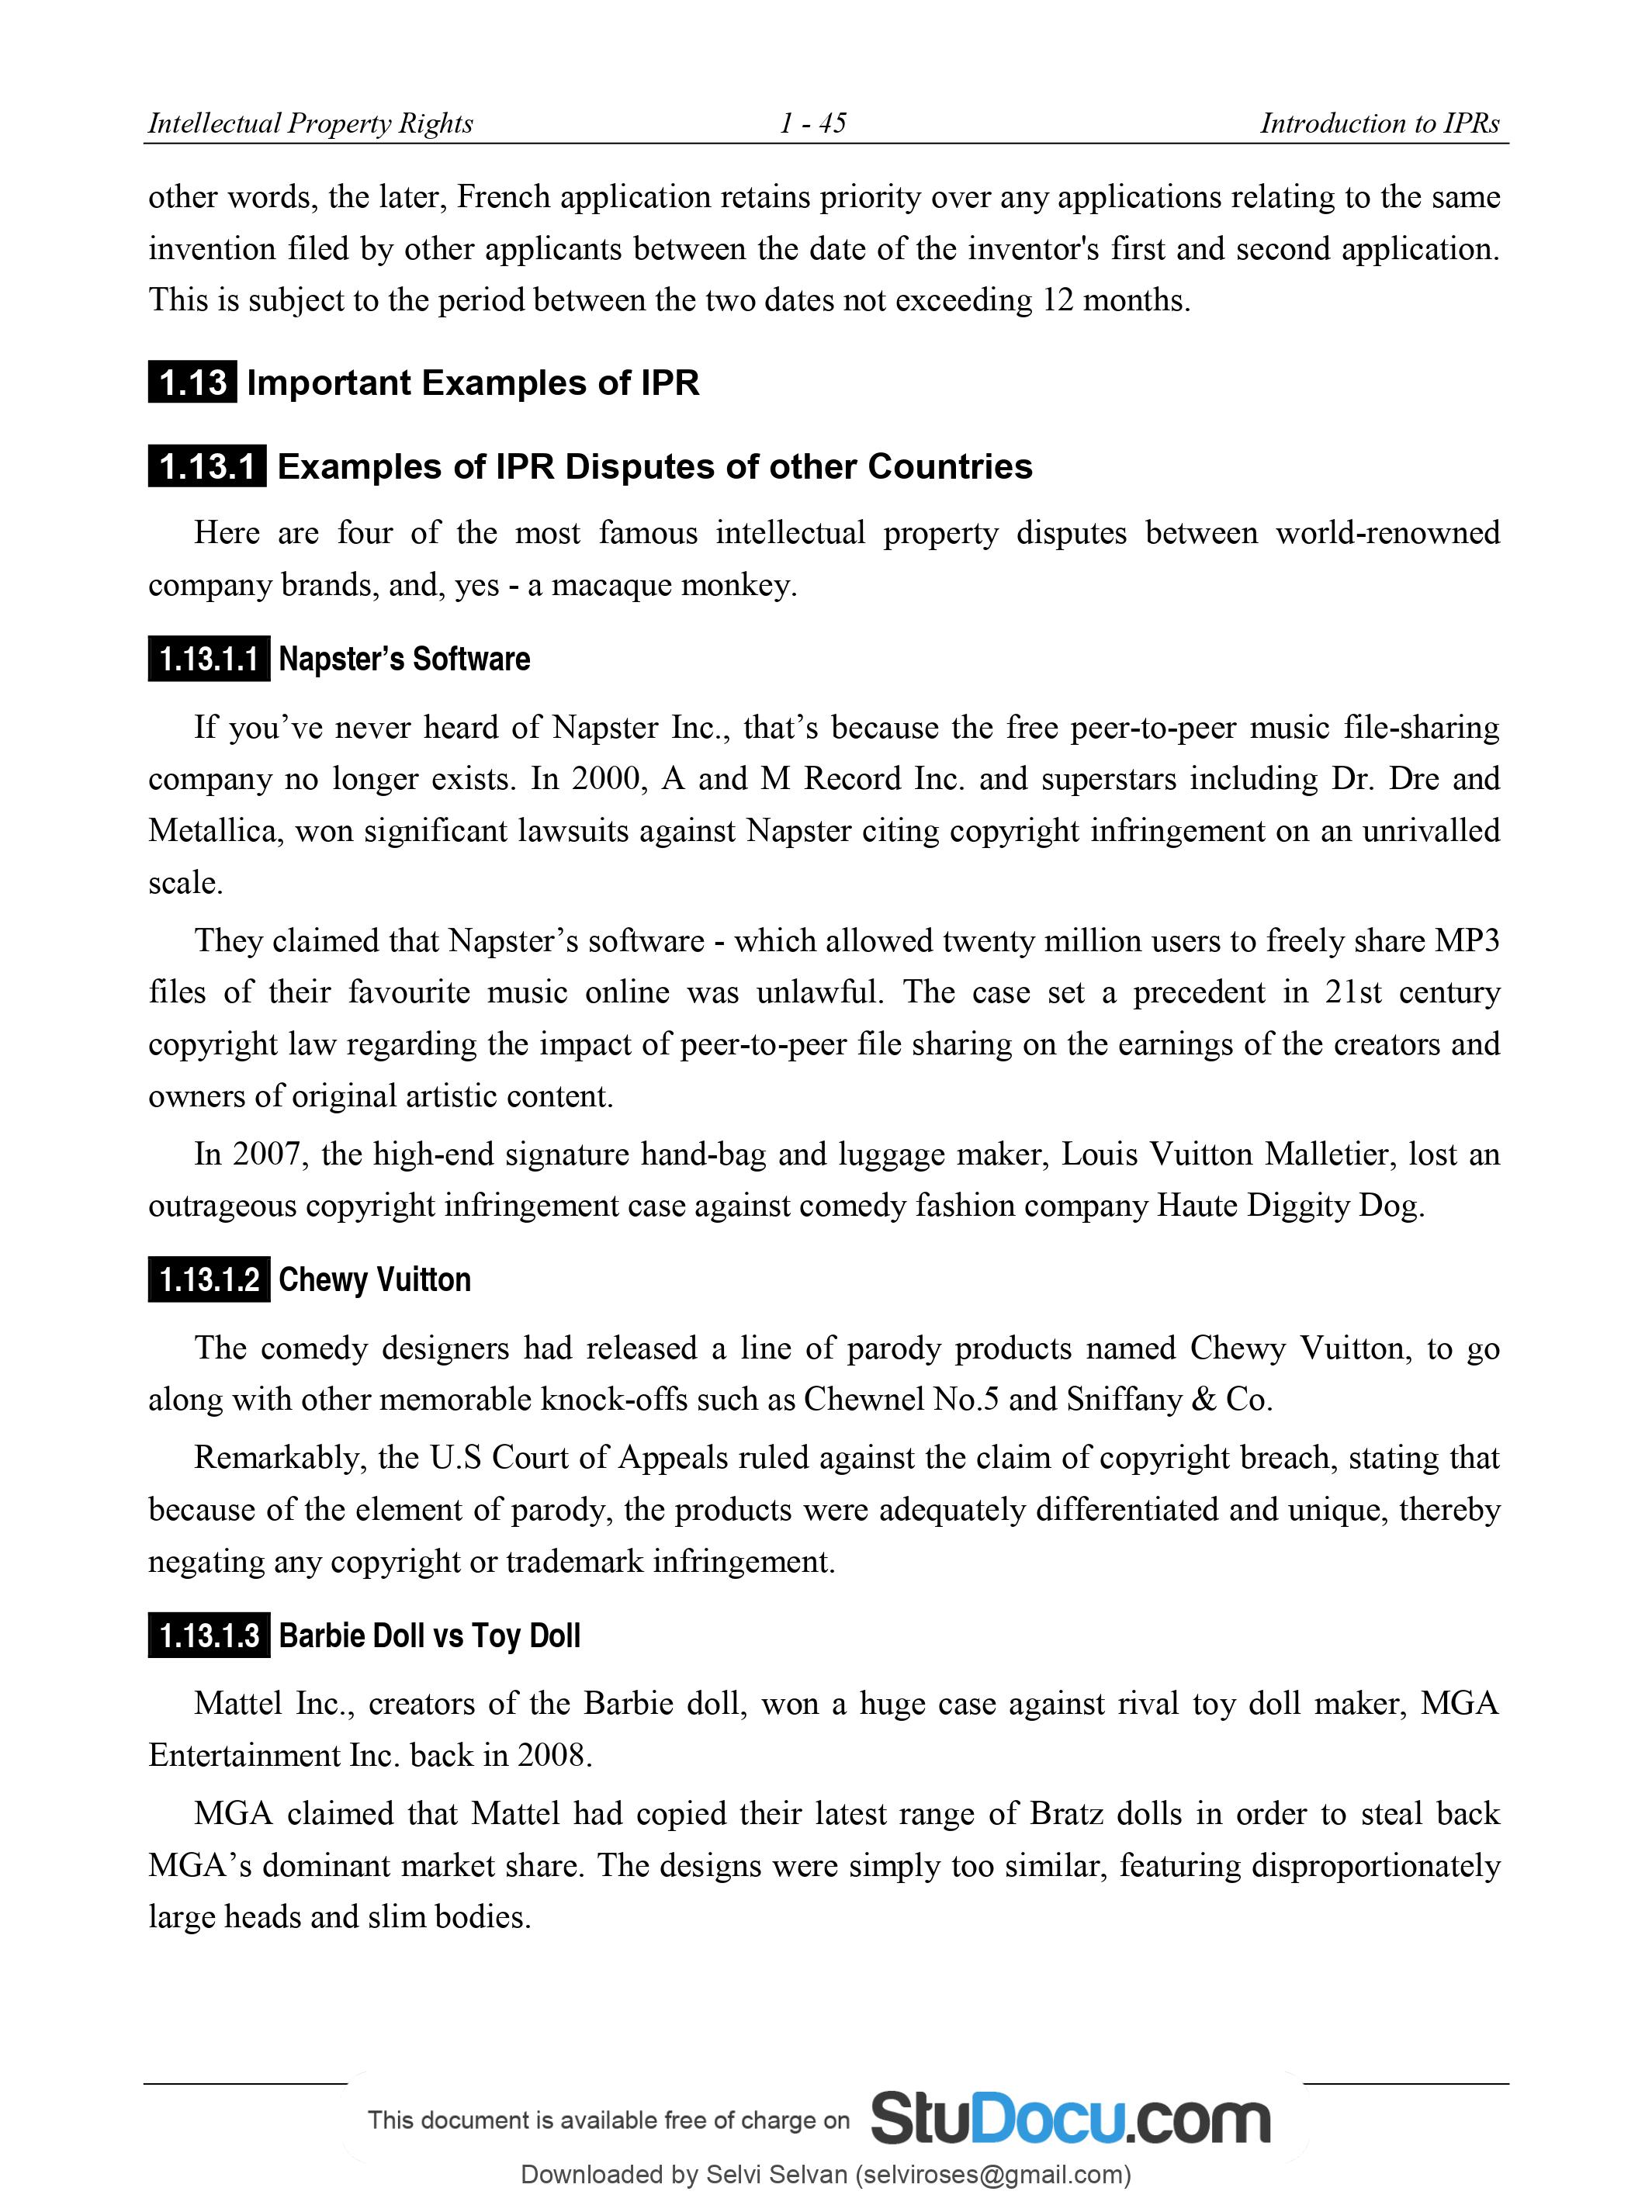 Intellectual Property Rights 1 - 45 Introduction to IPRs
other words, the later, French application retains priority over any applications relating to the same
invention filed by other applicants between the date of the inventor's first and second application.
This is subject to the period between the two dates not exceeding 12 months.
1.13 Important Examples of IPR
1.13.1 Examples of IPR Disputes of other Countries
Here are four of the most famous intellectual property disputes between world-renowned
company brands, and, yes - a macaque monkey.
1.13.1.1 Napster’s Software
If you’ve never heard of Napster Inc., that’s because the free peer-to-peer music file-sharing
company no longer exists. In 2000, A and M Record Inc. and superstars including Dr. Dre and
Metallica, won significant lawsuits against Napster citing copyright infringement on an unrivalled
scale.
They claimed that Napster’s software - which allowed twenty million users to freely share MP3
files of their favourite music online was unlawful. The case set a precedent in 21st century
copyright law regarding the impact of peer-to-peer file sharing on the earnings of the creators and
owners of original artistic content.
In 2007, the high-end signature hand-bag and luggage maker, Louis Vuitton Malletier, lost an
outrageous copyright infringement case against comedy fashion company Haute Diggity Dog.
1.13.1.2 Chewy Vuitton
The comedy designers had released a line of parody products named Chewy Vuitton, to go
along with other memorable knock-offs such as Chewnel No.5 and Sniffany & Co.
Remarkably, the U.S Court of Appeals ruled against the claim of copyright breach, stating that
because of the element of parody, the products were adequately differentiated and unique, thereby
negating any copyright or trademark infringement.
1.13.1.3 Barbie Doll vs Toy Doll
Mattel Inc., creators of the Barbie doll, won a huge case against rival toy doll maker, MGA
Entertainment Inc. back in 2008.
MGA claimed that Mattel had copied their latest range of Bratz dolls in order to steal back
MGA’s dominant market share. The designs were simply too similar, featuring disproportionately
large heads and slim bodies.
This document is available free of charge on StuDocu.com
Downloaded by Selvi Selvan (selviroses@gmail.com)